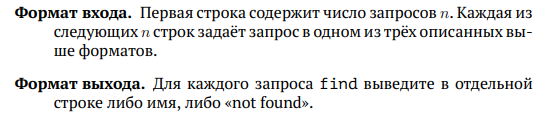 Формат входа. Первая строка содержит число запросов n. Каждая из
следующих n строк задаёт запрос в одном из трёх описанных вы-
ше форматов.
Формат выхода. Для каждого запроса find выведите в отдельной
строке либо имя, либо «not found».